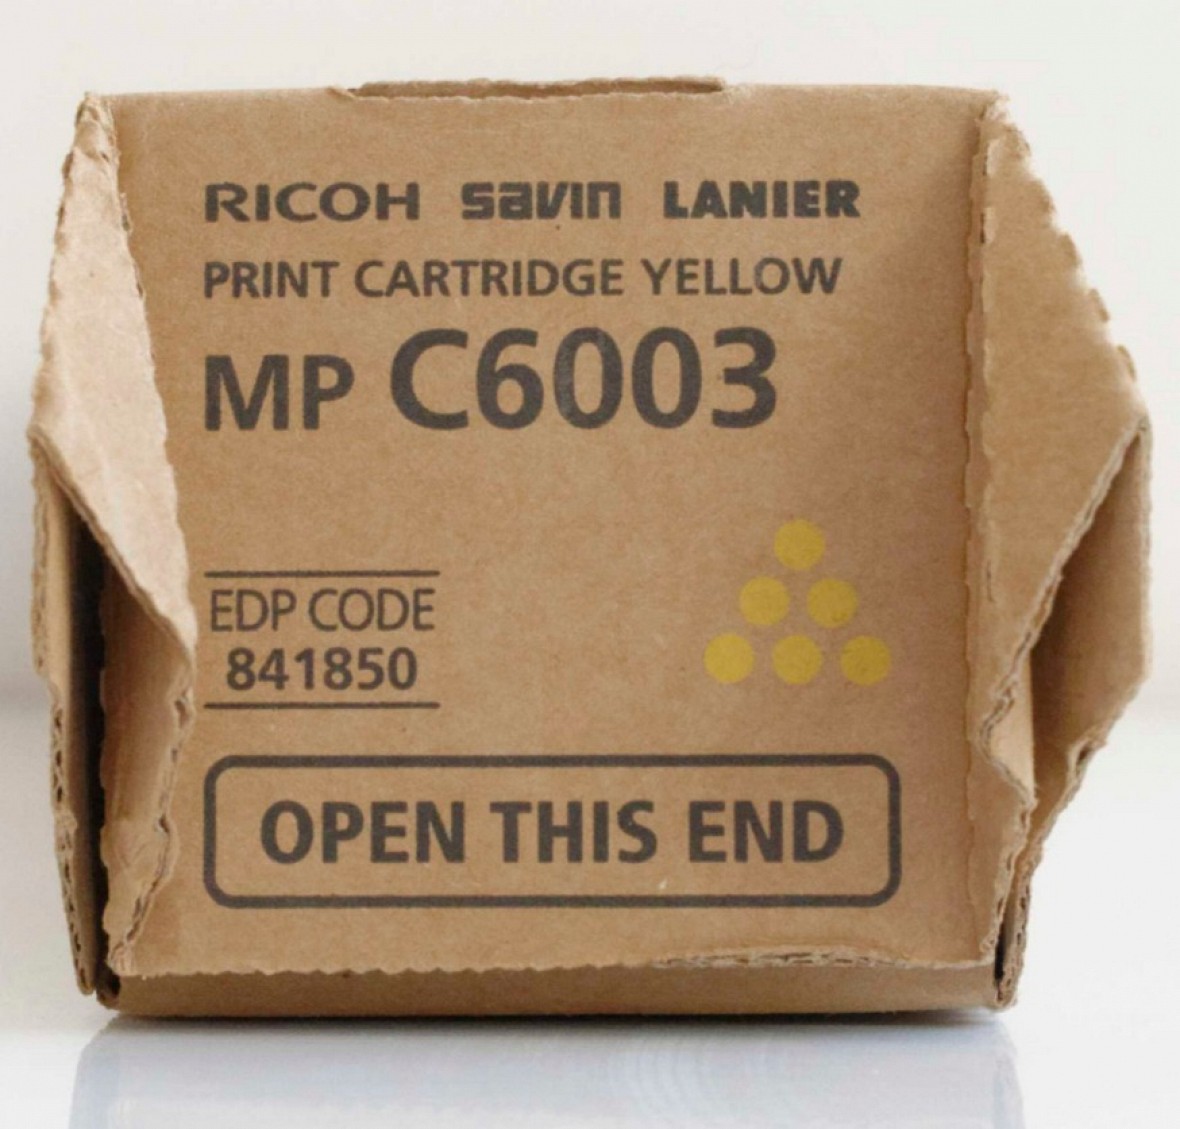 RICOH savin LANIER
PRINT CARTRIDGE YELLOW
MP C6003
EDP CODE
841850
OPEN THIS END